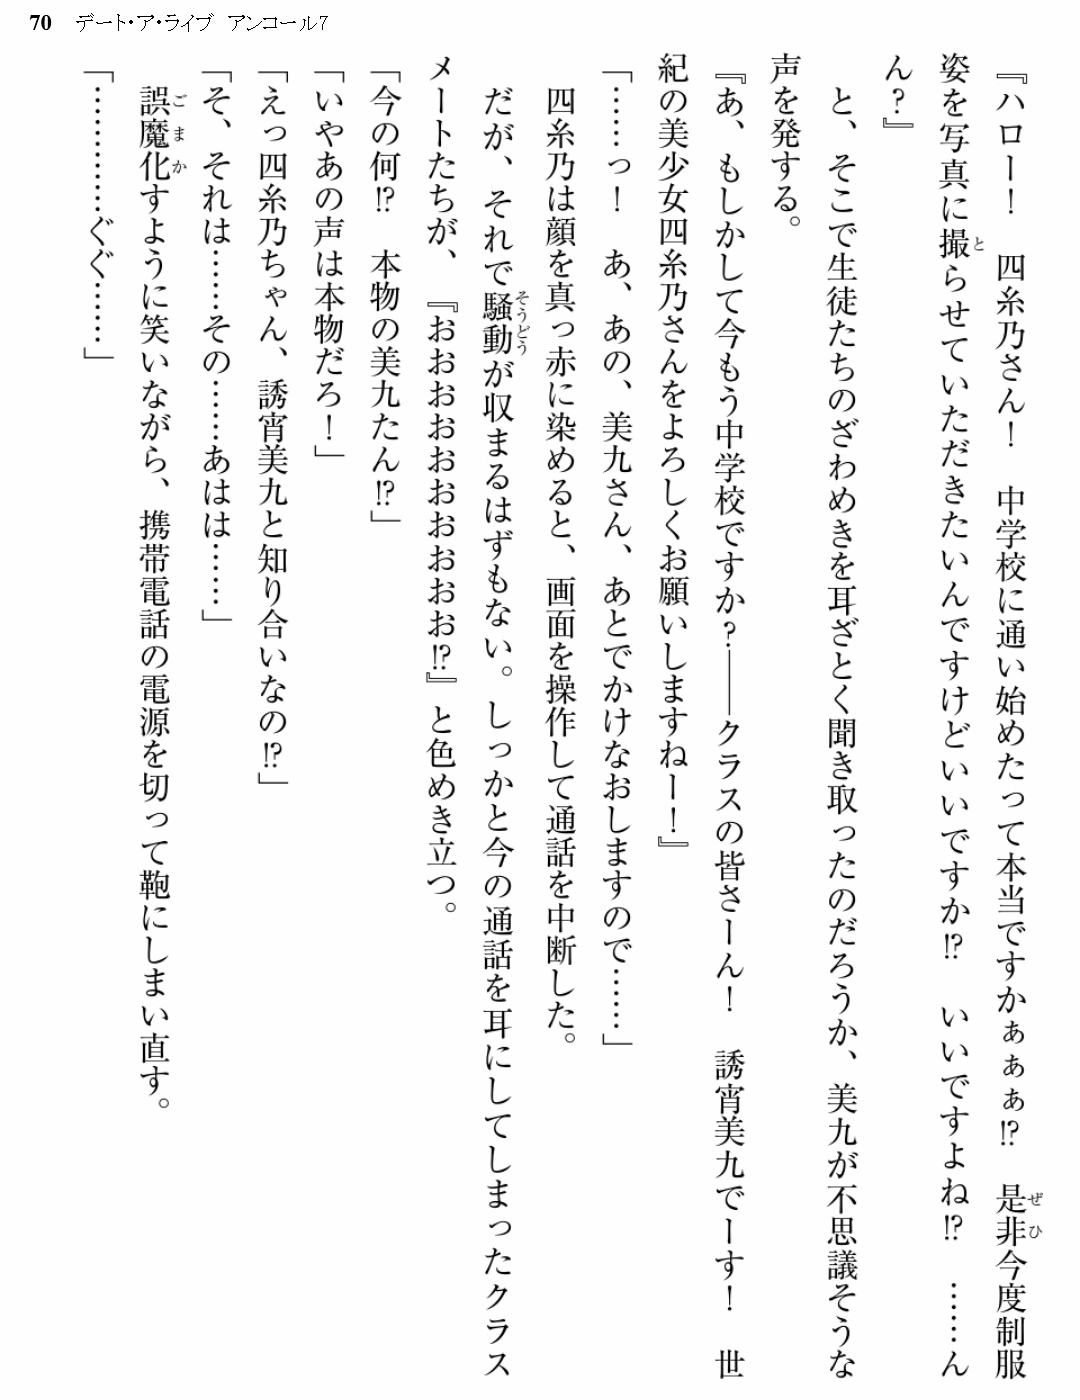 70 デート・ア・ライブ アンコール7
『ハロー！　四糸乃さん！　中学校に通い始めたって本当ですかぁぁぁ!?　是非今度制服
姿を写真に撮らせていただきたいんですけどいいですか!?　いいですよね!?　……ん
ん？』
　と、そこで生徒たちのざわめきを耳ざとく聞き取ったのだろうか、美九が不思議そうな
声を発する。
『あ、もしかして今もう中学校ですか？――クラスの皆さーん！　誘宵美九でーす！　世
紀の美少女四糸乃さんをよろしくお願いしますねー！』
「……っ！　あ、あの、美九さん、あとでかけなおしますので……」
　四糸乃は顔を真っ赤に染めると、画面を操作して通話を中断した。
　だが、それで騒動が収まるはずもない。しっかと今の通話を耳にしてしまったクラス
メートたちが、『おおおおおおおおおお!?』と色めき立つ。
「今の何!?　本物の美九たん!?」
「いやあの声は本物だろ！」
「えっ四糸乃ちゃん、誘宵美九と知り合いなの!?」
「そ、それは……その……あはは……」
　誤魔化すように笑いながら、携帯電話の電源を切って鞄にしまい直す。
「…………ぐぐ……」